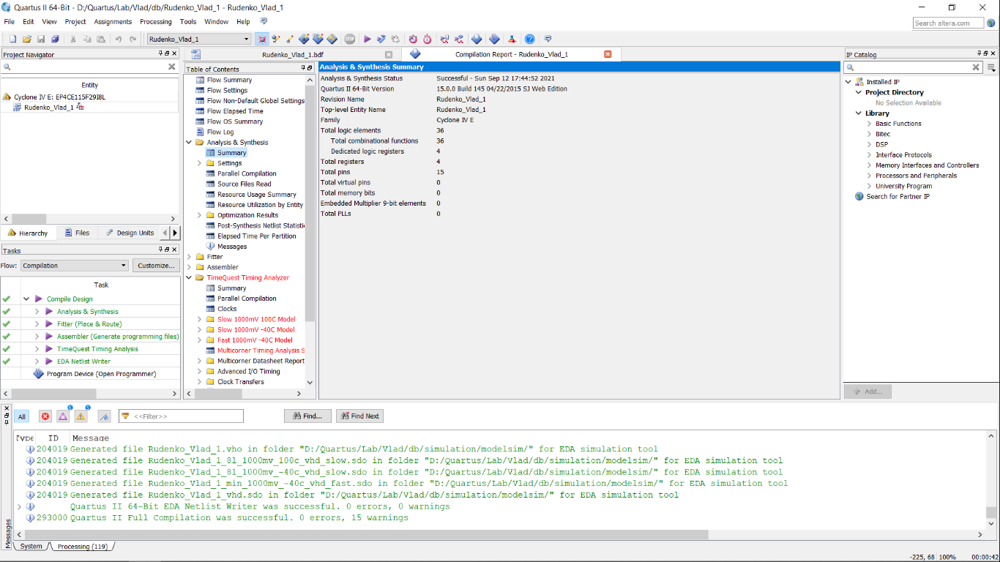 Quartus II 64-Bit - D:/Quartus/Lab/Vlad/db/Rudenko_Vlad_1 - Rudenko_Vlad_1
File Edit View Project Assignments Processing Tools Window Help
Search altera.com
Rudenko_Vlad_1
Project Navigator
Entity
Cyclone IV E: EP4CE115F29I8L
Rudenko_Vlad_1
Hierarchy Files Design Units
Tasks
Flow: Compilation Customize...
Task
Compile Design
Analysis & Synthesis
Fitter (Place & Route)
Assembler (Generate programming files)
TimeQuest Timing Analysis
EDA Netlist Writer
Program Device (Open Programmer)
Rudenko_Vlad_1.bdf
Compilation Report - Rudenko_Vlad_1
Table of Contents
Flow Summary
Flow Settings
Flow Non-Default Global Settings
Flow Elapsed Time
Flow OS Summary
Flow Log
Analysis & Synthesis
Summary
Settings
Parallel Compilation
Source Files Read
Resource Usage Summary
Resource Utilization by Entity
Optimization Results
Post-Synthesis Netlist Statisti
Elapsed Time Per Partition
Messages
Fitter
Assembler
TimeQuest Timing Analyzer
Summary
Parallel Compilation
Clocks
Slow 1000mV 100C Model
Slow 1000mV -40C Model
Fast 1000mV -40C Model
Multicorner Timing Analysis S
Multicorner Datasheet Report
Advanced I/O Timing
Clock Transfers
Analysis & Synthesis Summary
Analysis & Synthesis Status Successful - Sun Sep 12 17:44:52 2021
Quartus II 64-Bit Version 15.0.0 Build 145 04/22/2015 SJ Web Edition
Revision Name Rudenko_Vlad_1
Top-level Entity Name Rudenko_Vlad_1
Family Cyclone IV E
Total logic elements 36
Total combinational functions 36
Dedicated logic registers 4
Total registers 4
Total pins 15
Total virtual pins 0
Total memory bits 0
Embedded Multiplier 9-bit elements 0
Total PLLs 0
IP Catalog
Installed IP
Project Directory
No Selection Available
Library
Basic Functions
Bitec
DSP
Interface Protocols
Memory Interfaces and Controllers
Processors and Peripherals
University Program
Search for Partner IP
Add...
All <<Filter>> Find... Find Next
Type ID Message
204019 Generated file Rudenko_Vlad_1.vho in folder "D:/Quartus/Lab/Vlad/db/simulation/modelsim/" for EDA simulation tool
204019 Generated file Rudenko_Vlad_1_8l_1000mv_100c_vhd_slow.sdo in folder "D:/Quartus/Lab/Vlad/db/simulation/modelsim/" for EDA simulation tool
204019 Generated file Rudenko_Vlad_1_8l_1000mv_-40c_vhd_slow.sdo in folder "D:/Quartus/Lab/Vlad/db/simulation/modelsim/" for EDA simulation tool
204019 Generated file Rudenko_Vlad_1_min_1000mv_-40c_vhd_fast.sdo in folder "D:/Quartus/Lab/Vlad/db/simulation/modelsim/" for EDA simulation tool
204019 Generated file Rudenko_Vlad_1_vhd.sdo in folder "D:/Quartus/Lab/Vlad/db/simulation/modelsim/" for EDA simulation tool
Quartus II 64-Bit EDA Netlist Writer was successful. 0 errors, 0 warnings
293000 Quartus II Full Compilation was successful. 0 errors, 15 warnings
Messages
System Processing (119)
-225, 68 100% 00:00:42